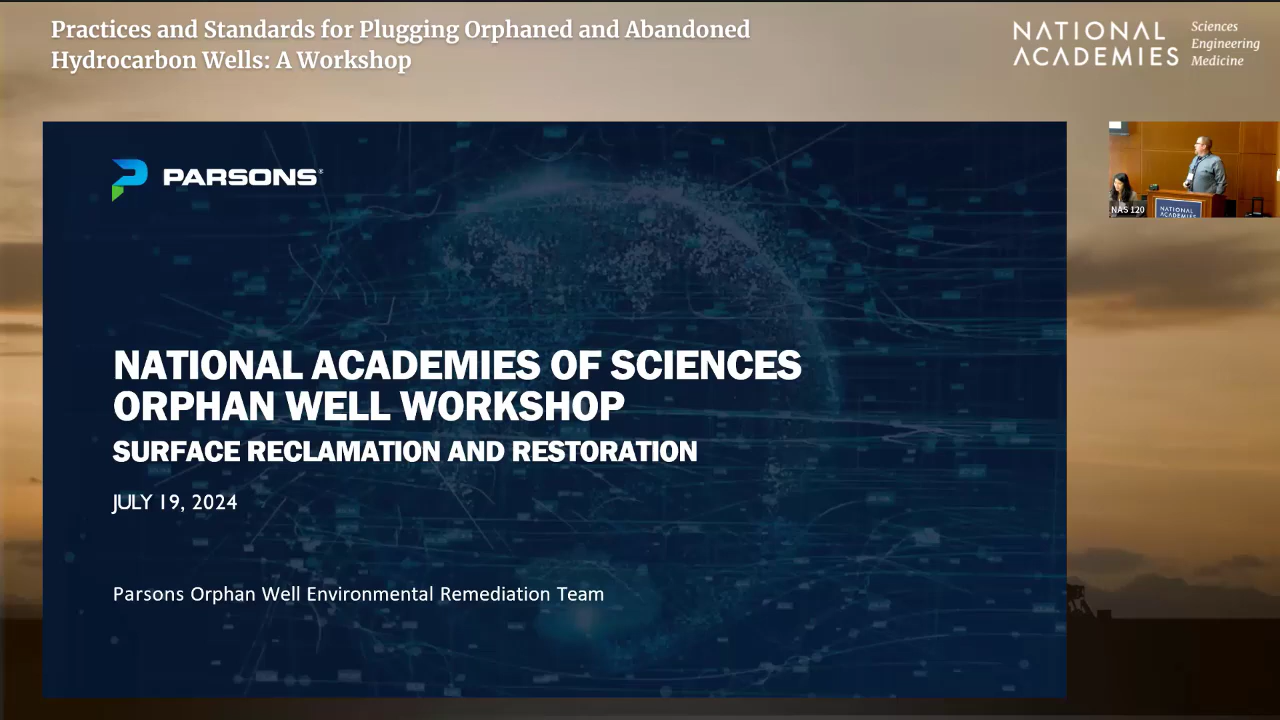 Practices and Standards for Plugging Orphaned and Abandoned
Hydrocarbon Wells: A Workshop
NATIONAL
ACADEMIES
Sciences
Engineering
Medicine
PARSONS®
NATIONAL ACADEMIES OF SCIENCES
ORPHAN WELL WORKSHOP
SURFACE RECLAMATION AND RESTORATION
JULY 19, 2024
Parsons Orphan Well Environmental Remediation Team
NAS 120
NATIONAL
ACADEMIES